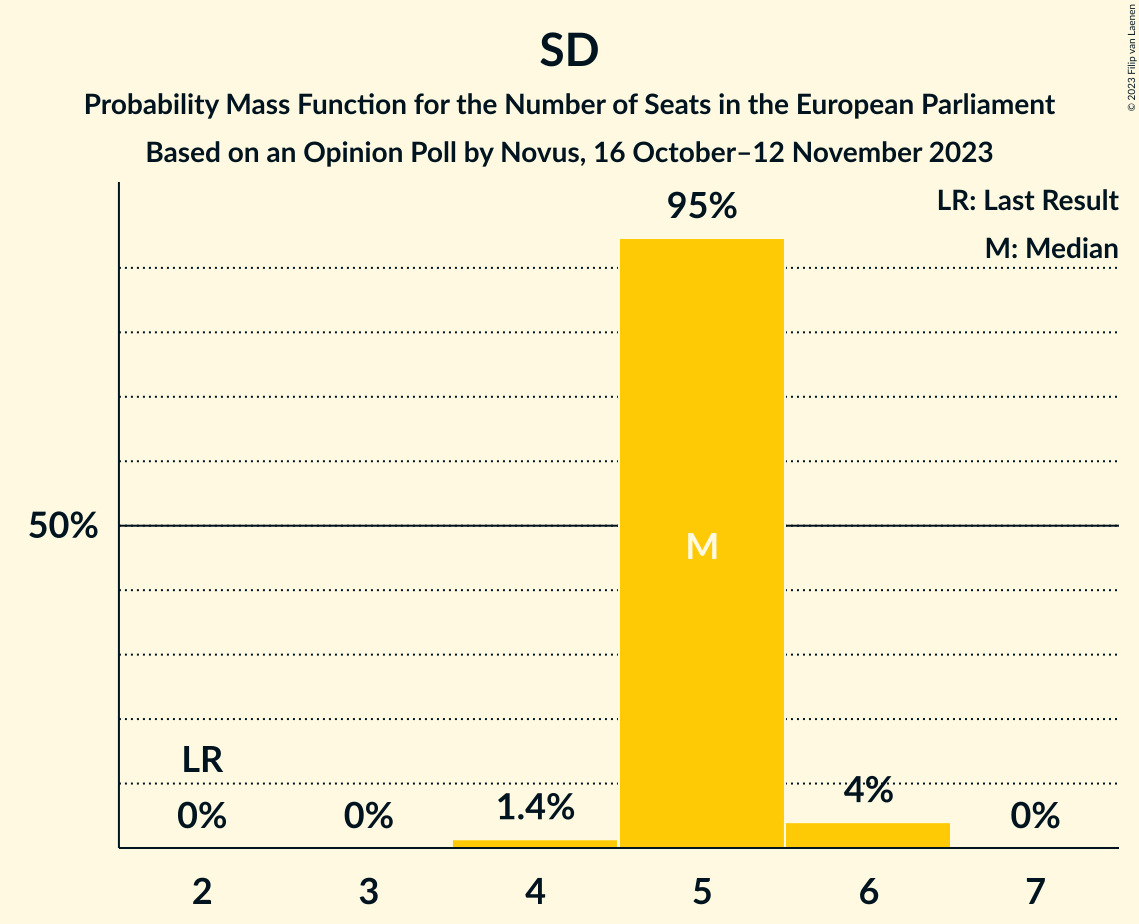 SD
Probability Mass Function for the Number of Seats in the European Parliament
Based on an Opinion Poll by Novus, 16 October–12 November 2023
© 2023 Filip van Laenen
LR: Last Result
M: Median
95%
50%
M
LR
0%
0%
1.4%
4%
0%
2 3 4 5 6 7